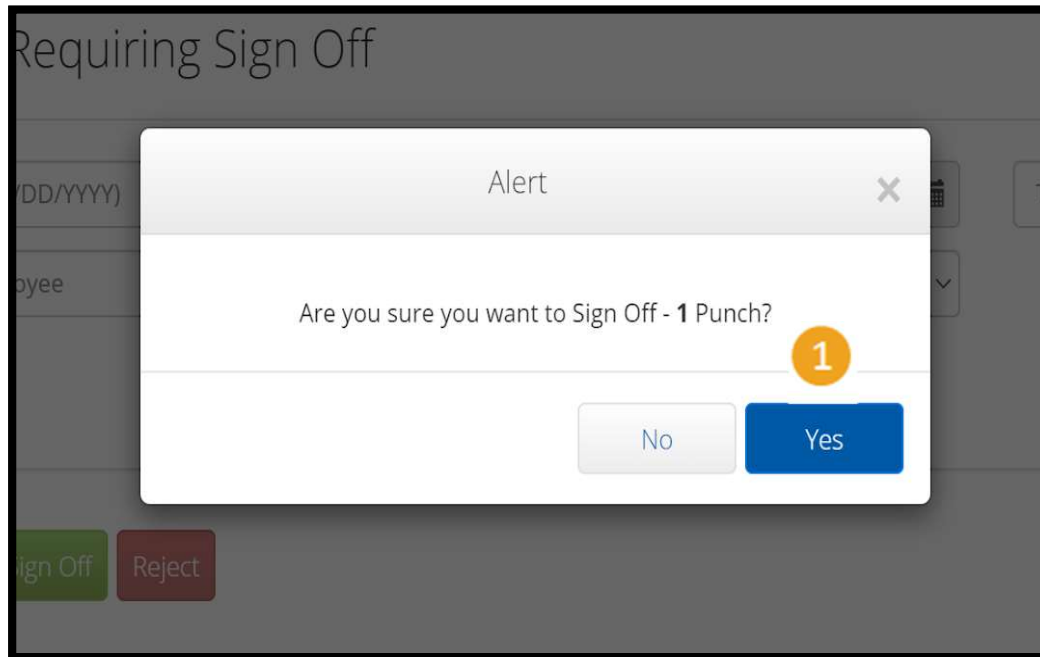 Requiring Sign Off
/DD/YYYY)
Alert
×
oyee
Are you sure you want to Sign Off - 1 Punch?
1
No
Yes
ign Off
Reject